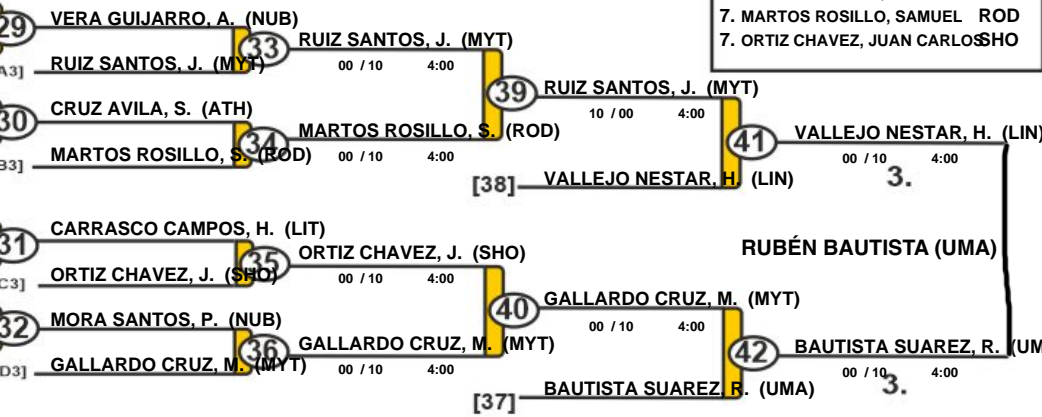 7. MARTOS ROSILLO, SAMUEL ROD
7. ORTIZ CHAVEZ, JUAN CARLOS SHO
29 VERA GUIJARRO, A. (NUB)
33 RUIZ SANTOS, J. (MYT)
00 / 10 4:00
A3] RUIZ SANTOS, J. (MYT)
39 RUIZ SANTOS, J. (MYT)
10 / 00 4:00
30 CRUZ AVILA, S. (ATH)
34 MARTOS ROSILLO, S. (ROD)
00 / 10 4:00
B3] MARTOS ROSILLO, S. (ROD)
41 VALLEJO NESTAR, H. (LIN)
00 / 10 4:00
3.
[38] VALLEJO NESTAR, H. (LIN)
RUBÉN BAUTISTA (UMA)
31 CARRASCO CAMPOS, H. (LIT)
35 ORTIZ CHAVEZ, J. (SHO)
00 / 10 4:00
C3] ORTIZ CHAVEZ, J. (SHO)
40 GALLARDO CRUZ, M. (MYT)
00 / 10 4:00
32 MORA SANTOS, P. (NUB)
36 GALLARDO CRUZ, M. (MYT)
00 / 10 4:00
D3] GALLARDO CRUZ, M. (MYT)
42 BAUTISTA SUAREZ, R. (UM
00 / 10 4:00
3.
[37] BAUTISTA SUAREZ, R. (UMA)